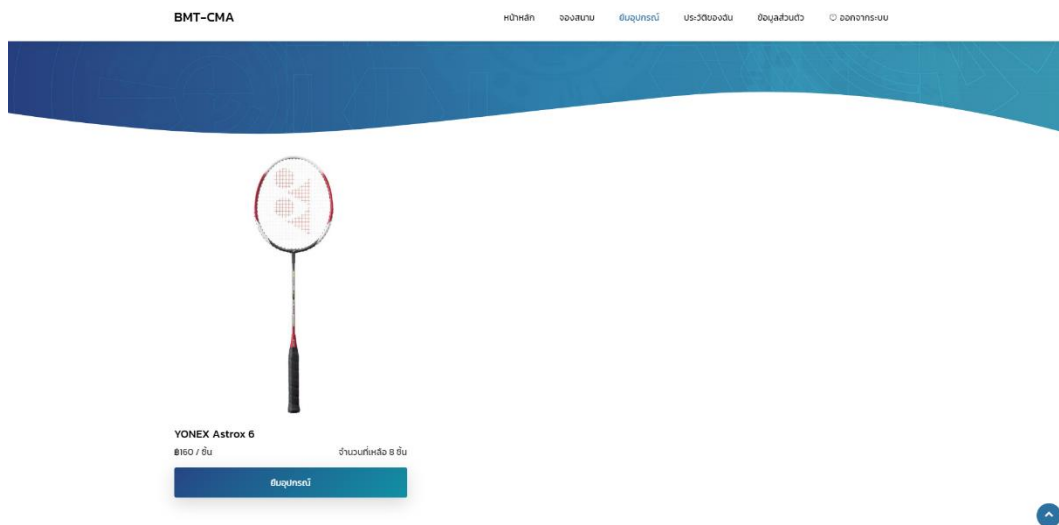 BMT-CMA
หน้าหลัก จองสนาม ยืมอุปกรณ์ ประวัติของฉัน ข้อมูลส่วนตัว ออกจากระบบ
YONEX Astrox 6
฿160 / ชิ้น จำนวนที่เหลือ 8 ชิ้น
ยืมอุปกรณ์